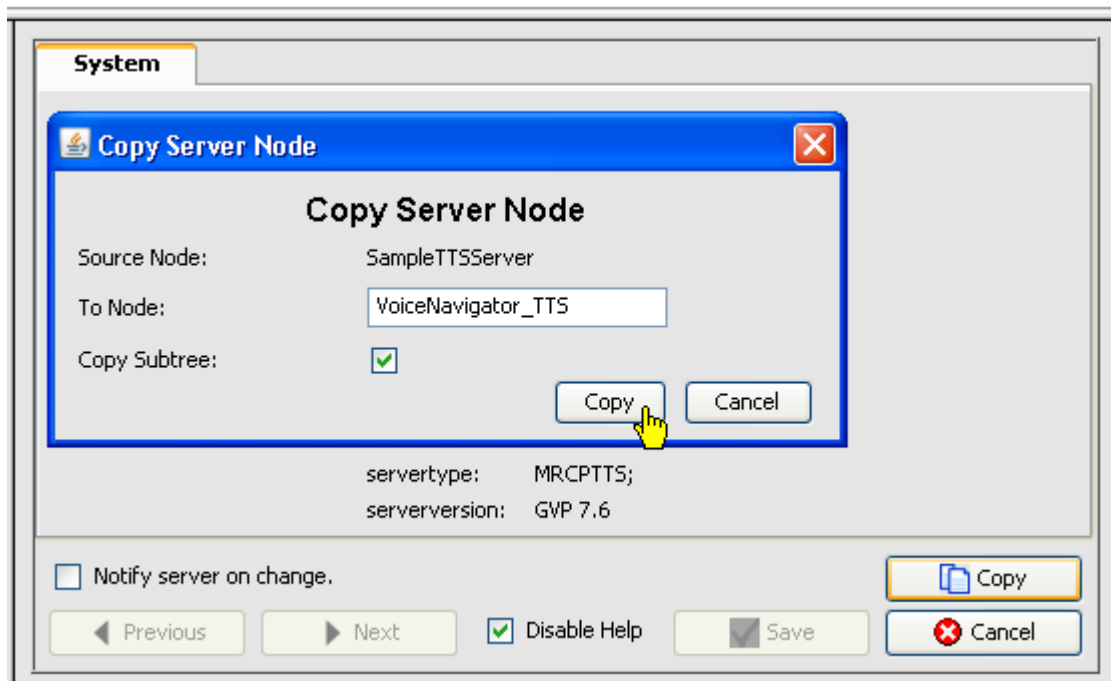 System
Copy Server Node
Copy Server Node
Source Node: SampleTTSServer
To Node: VoiceNavigator_TTS
Copy Subtree:
Copy Cancel
servertype: MRCPTTS;
serverversion: GVP 7.6
Notify server on change. Copy
Previous Next Disable Help Save Cancel